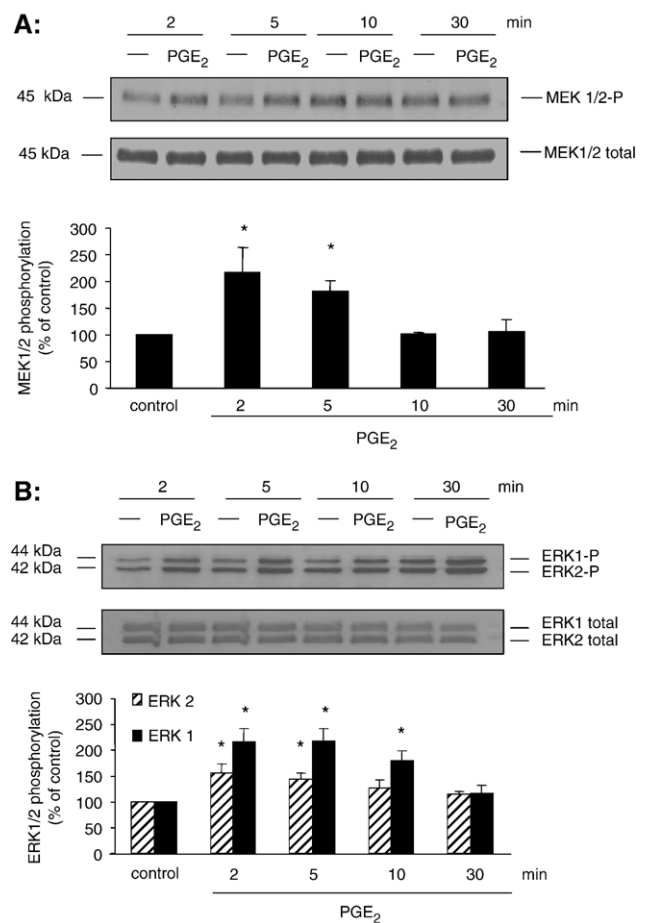 A:
2 5 10 30 min
— PGE2 — PGE2 — PGE2 — PGE2
45 kDa — — MEK 1/2-P
45 kDa — — MEK1/2 total
MEK1/2 phosphorylation
(% of control)
300
250
200
150
100
50
0
* *
control 2 5 10 30 min
PGE2
B:
2 5 10 30 min
— PGE2 — PGE2 — PGE2 — PGE2
44 kDa ERK1-P
42 kDa ERK2-P
44 kDa ERK1 total
42 kDa ERK2 total
ERK1/2 phosphorylation
(% of control)
300
250
200
150
100
50
0
ERK 2
ERK 1
* * * * *
control 2 5 10 30 min
PGE2